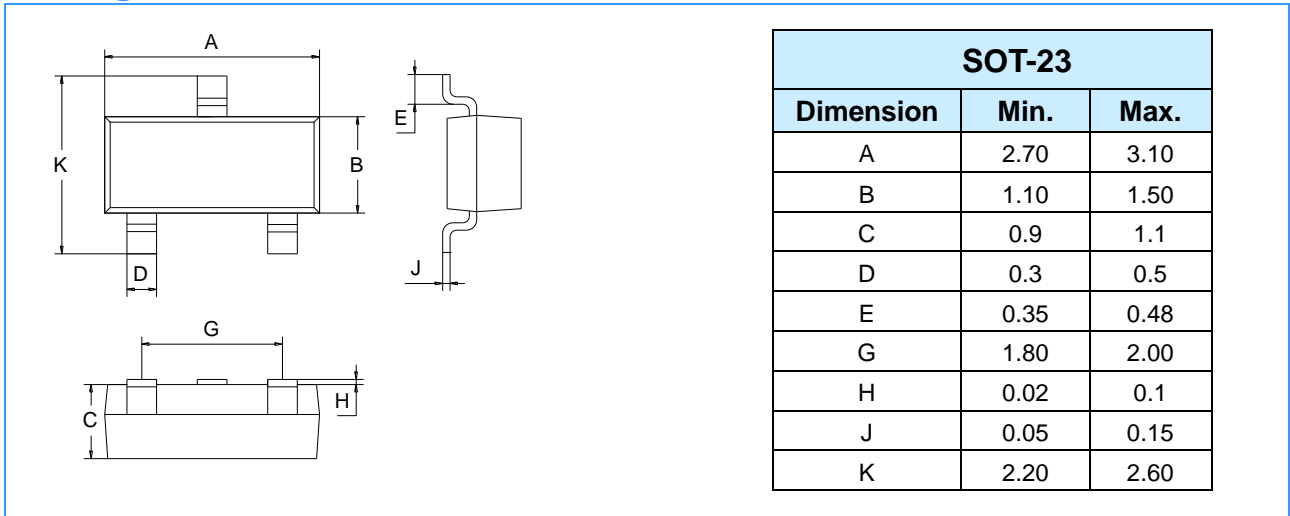 A
K
B
D
E
J
G
C
H
SOT-23
Dimension Min. Max.
A 2.70 3.10
B 1.10 1.50
C 0.9 1.1
D 0.3 0.5
E 0.35 0.48
G 1.80 2.00
H 0.02 0.1
J 0.05 0.15
K 2.20 2.60